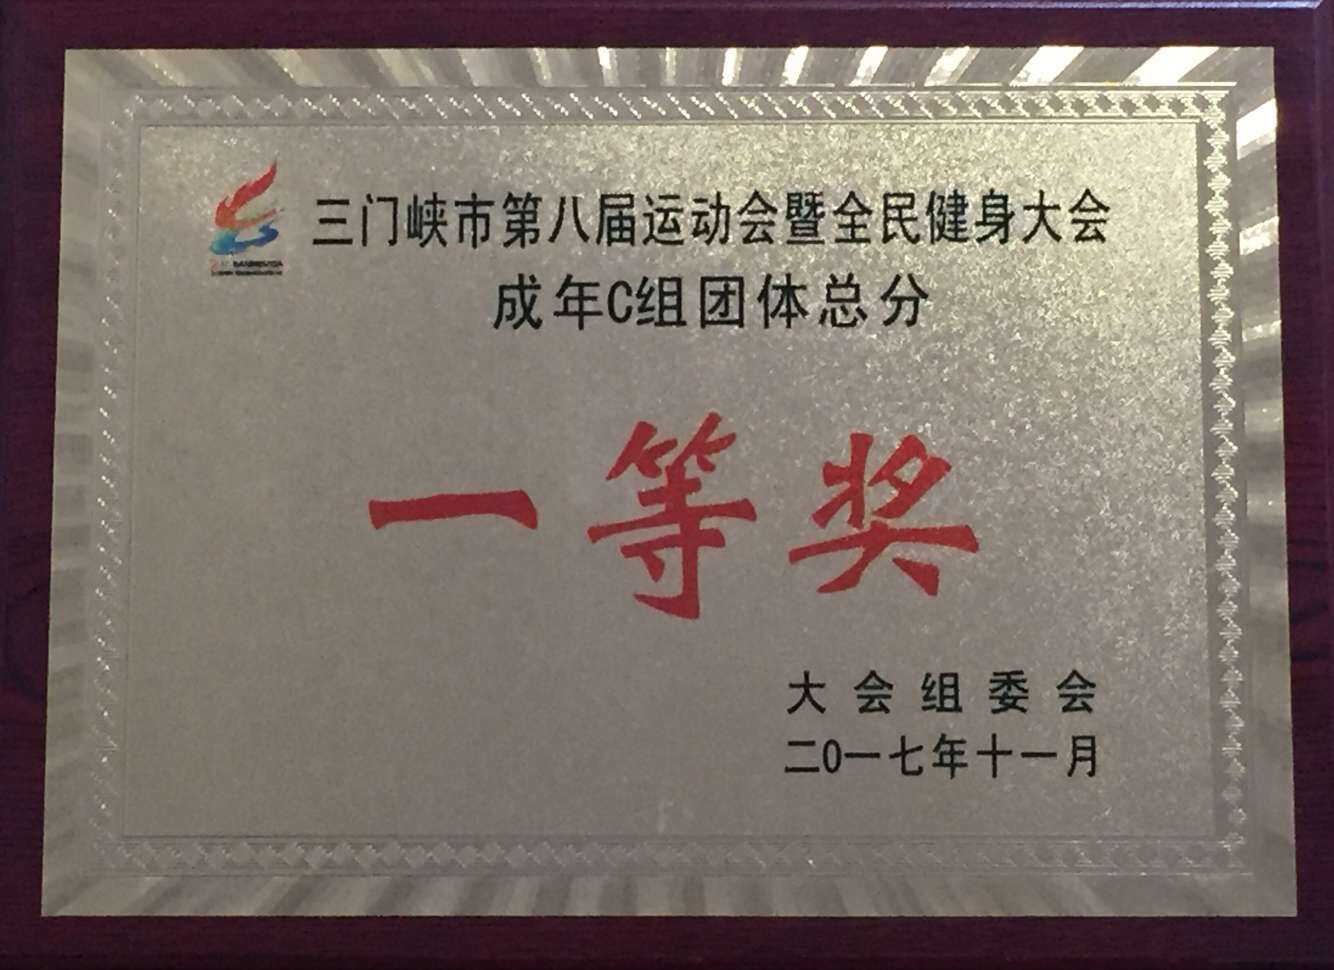 三门峡市第八届运动会暨全民健身大会
成年C组团体总分
一等奖
大会组委会
二0一七年十一月